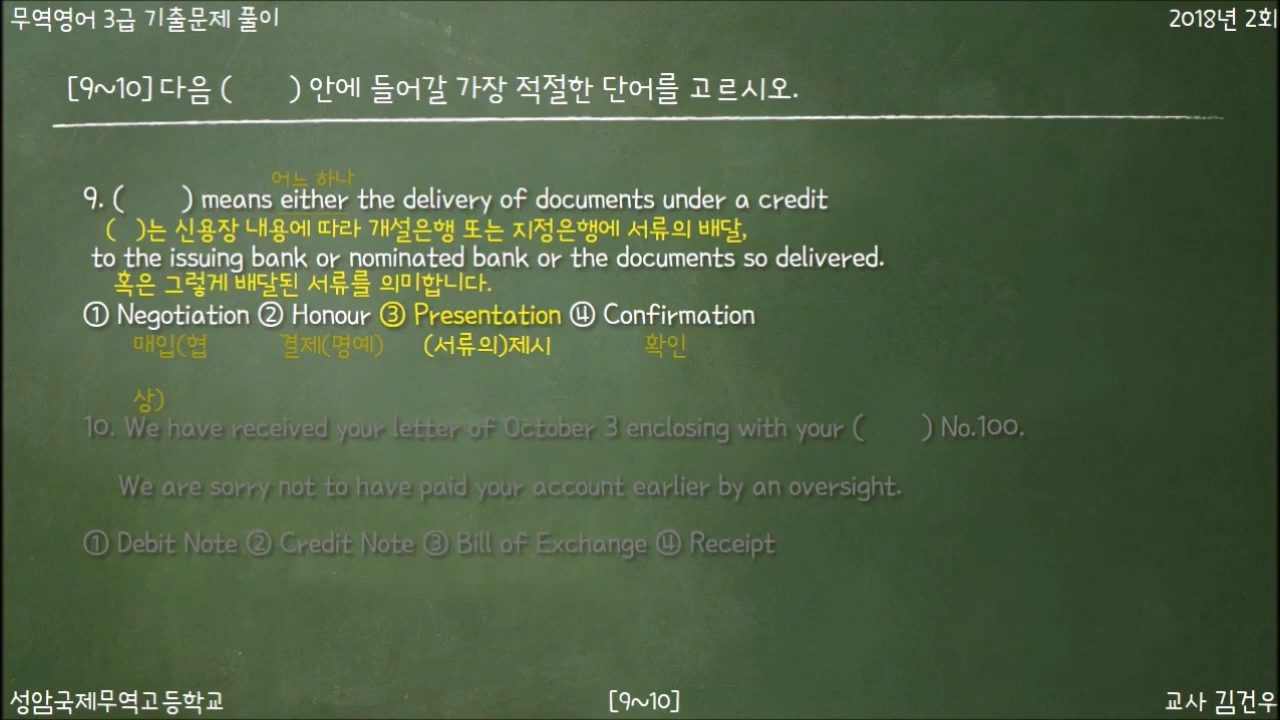 무역영어 3급 기출문제 풀이
2018년 2회
[9~10] 다음 (      ) 안에 들어갈 가장 적절한 단어를 고르시오.
어느 하나
9. (      ) means either the delivery of documents under a credit
(   )는 신용장 내용에 따라 개설은행 또는 지정은행에 서류의 배달,
to the issuing bank or nominated bank or the documents so delivered.
혹은 그렇게 배달된 서류를 의미합니다.
① Negotiation ② Honour ③ Presentation ④ Confirmation
매입(협 결제(명예) (서류의)제시 확인
상)
10. We have received your letter of October 3 enclosing with your (      ) No.100.
We are sorry not to have paid your account earlier by an oversight.
① Debit Note ② Credit Note ③ Bill of Exchange ④ Receipt
성암국제무역고등학교
[9~10]
교사 김건우